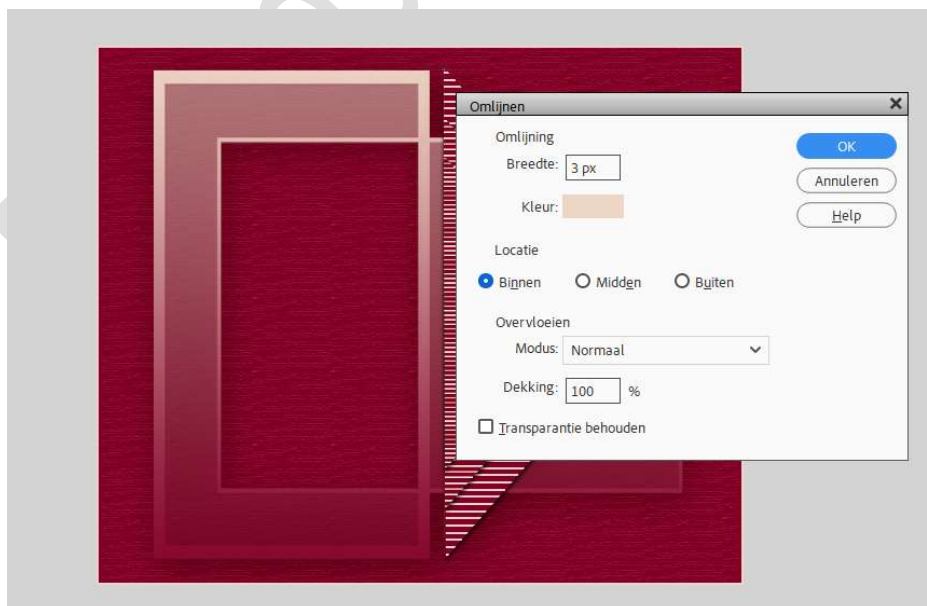 Omlijnen
Omlijning
Breedte: 3 px
OK
Annuleren
Kleur:
Help
Locatie
Binnen Midden Buiten
Overvloeien
Modus: Normaal
Dekking: 100 %
Transparantie behouden